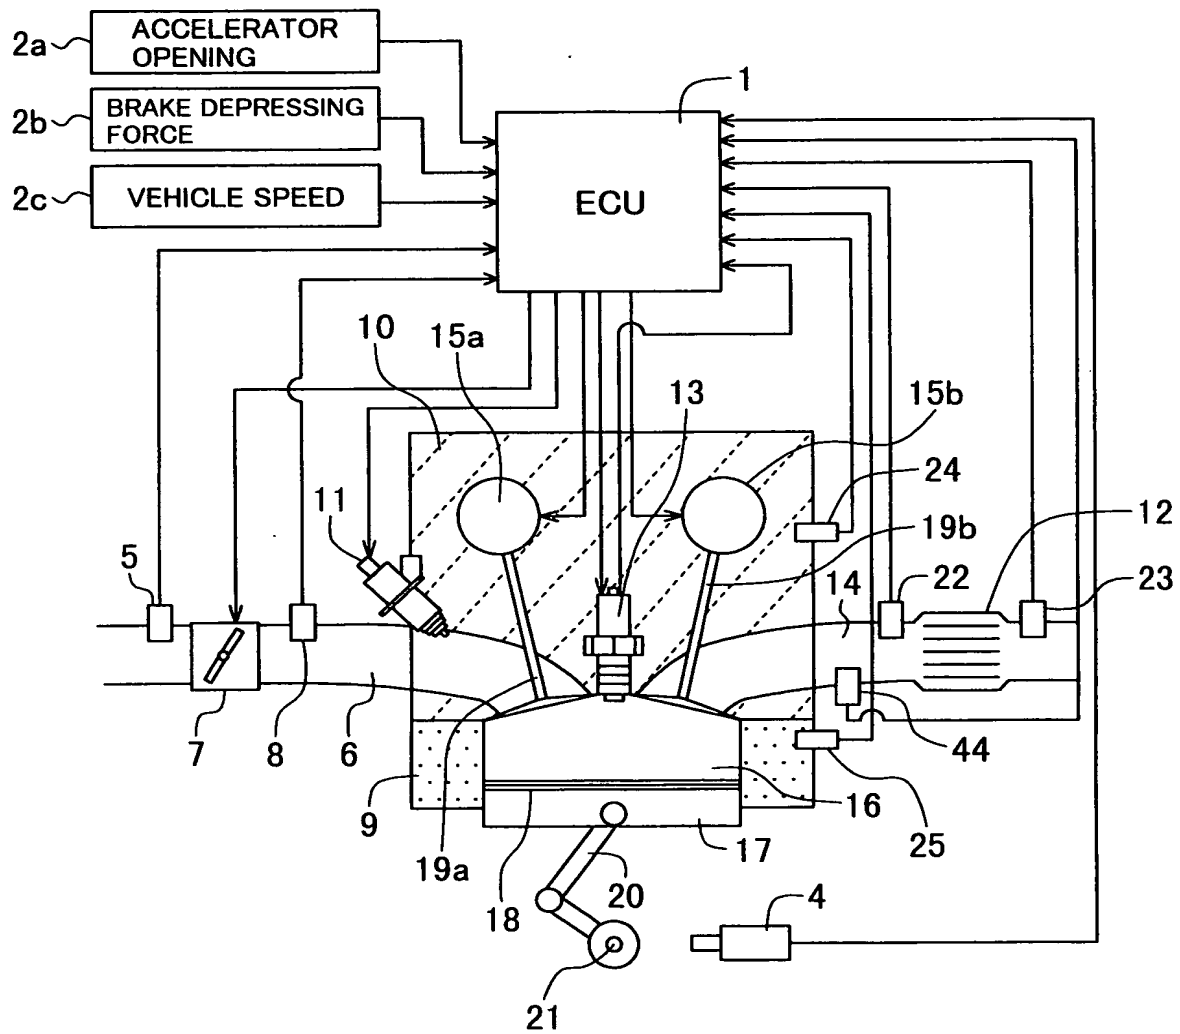 2a
ACCELERATOR
OPENING
2b
BRAKE DEPRESSING
FORCE
2c
VEHICLE SPEED
1
ECU
10
15a
13
15b
24
11
19b
12
5
14
22
23
7
8
6
44
9
16
25
19a
18
20
17
4
21